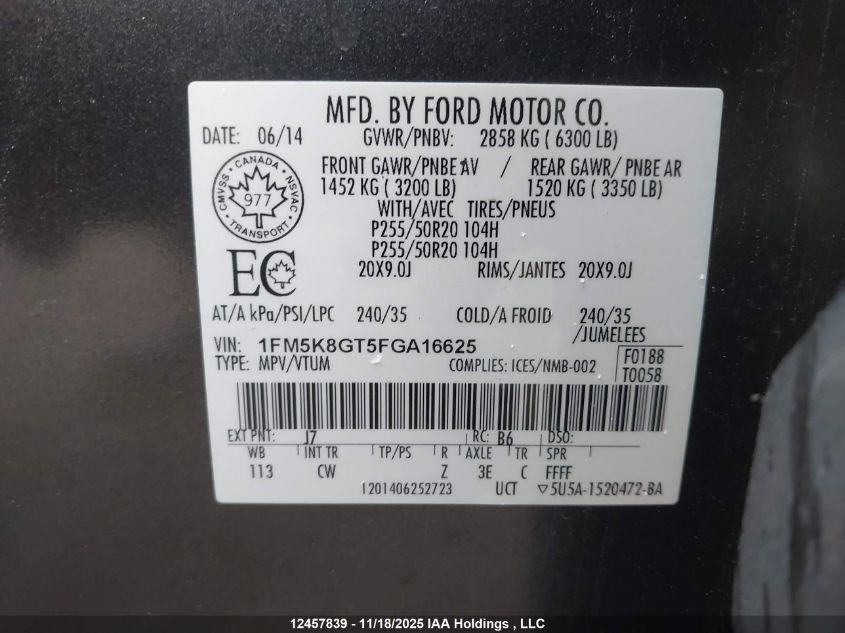 MFD. BY FORD MOTOR CO.
DATE: 06/14 GVWR/PNBV: 2858 KG ( 6300 LB)
FRONT GAWR/PNBE AV / REAR GAWR/ PNBE AR
1452 KG ( 3200 LB) 1520 KG ( 3350 LB)
WITH/AVEC TIRES/PNEUS
P255/50R20 104H
P255/50R20 104H
20X9.0J RIMS/JANTES 20X9.0J
CMVSS • CANADA • NSVAC • TRANSPORT •
977
EC
AT/A kPa/PSI/LPC 240/35 COLD/A FROID 240/35
/JUMELEES
VIN: 1FM5K8GT5FGA16625
TYPE: MPV/VTUM COMPLIES: ICES/NMB-002
F0188
T0058
EXT PNT: J7 RC: B6 DSO:
WB INT TR TP/PS R AXLE TR SPR
113 CW Z 3E C FFFF
1201406252723 UCT ▽5U5A-1520472-BA
12457839 - 11/18/2025 IAA Holdings , LLC